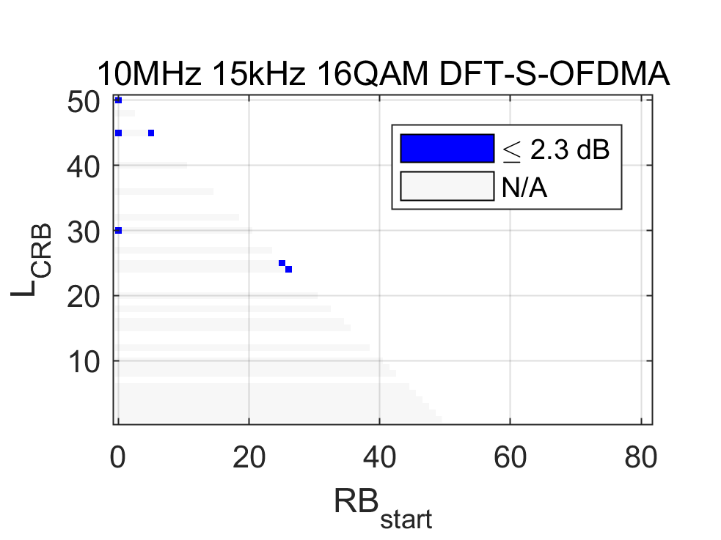 10MHz 15kHz 16QAM DFT-S-OFDMA
≤ 2.3 dB
N/A
50
40
30
20
10
L_CRB
0 20 40 60 80
RB_start